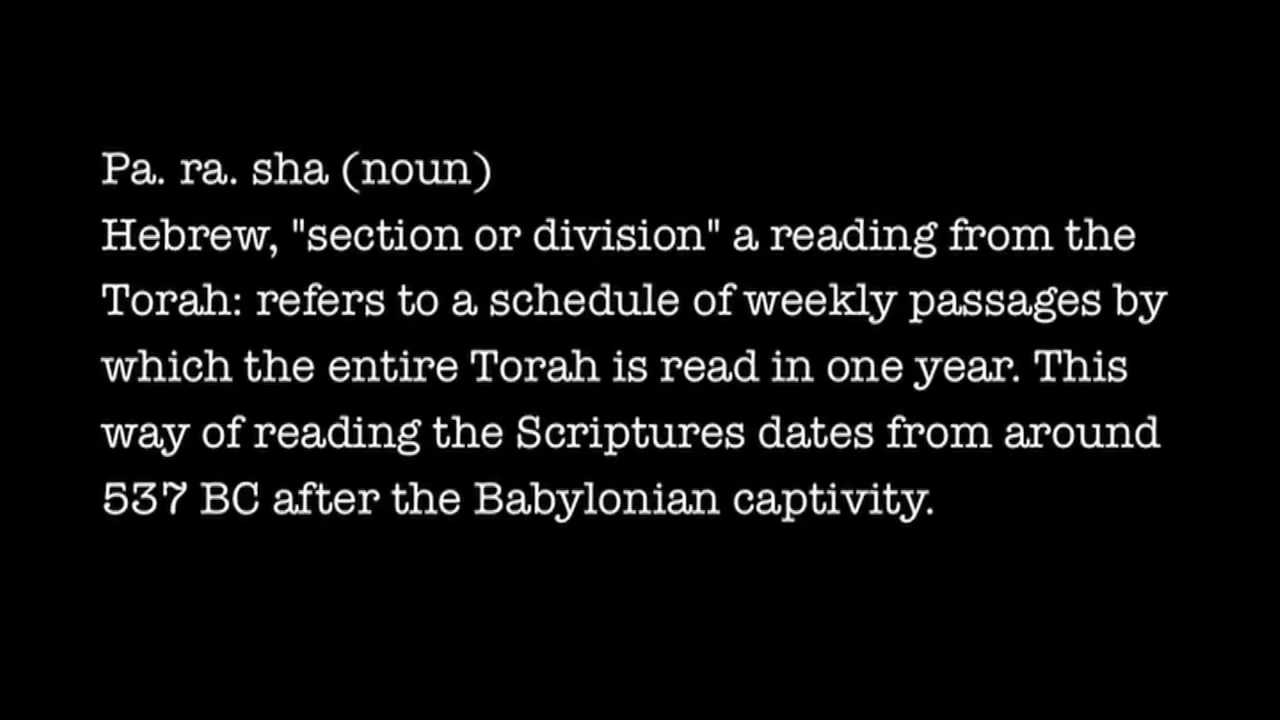 Pa. ra. sha (noun)
Hebrew, "section or division" a reading from the
Torah: refers to a schedule of weekly passages by
which the entire Torah is read in one year. This
way of reading the Scriptures dates from around
537 BC after the Babylonian captivity.